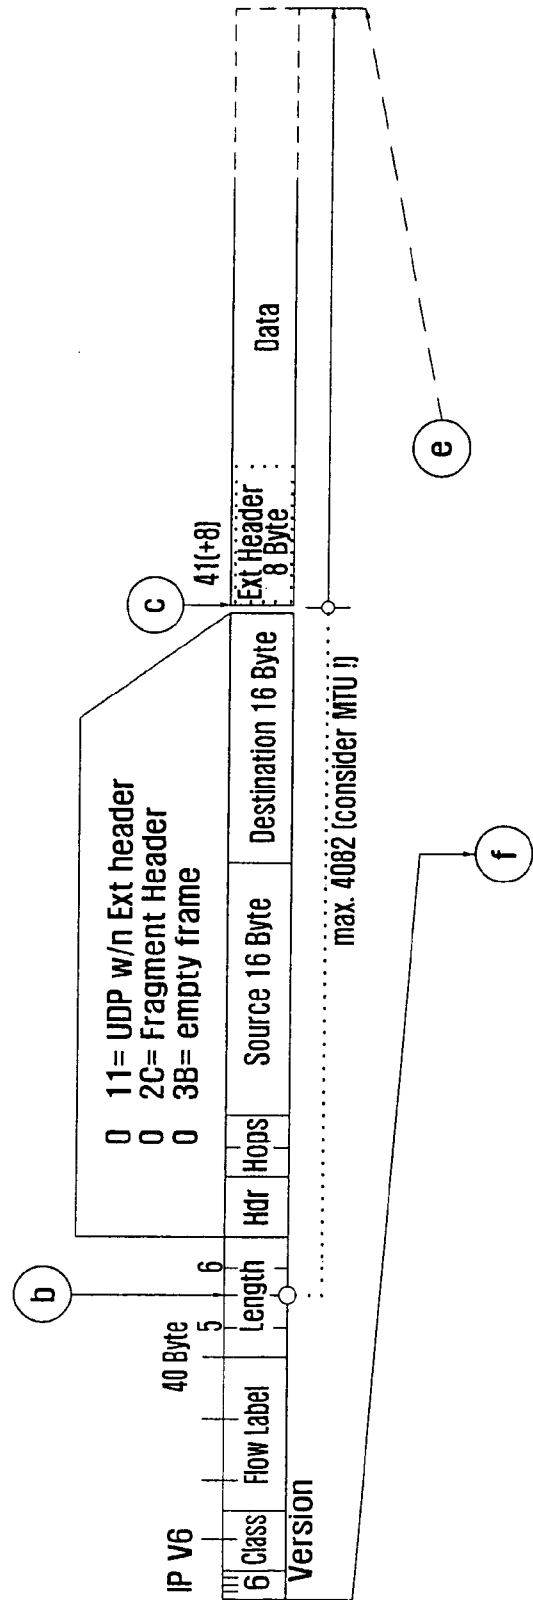 IP V6
40 Byte
b
0 11= UDP w/n Ext header
0 2C= Fragment Header
0 3B= empty frame
c
41(+8)
5 6
6 Class Flow Label Length Hdr Hops Source 16 Byte Destination 16 Byte Ext Header 8 Byte Data
Version
max. 4082 (consider MTU !)
e
f